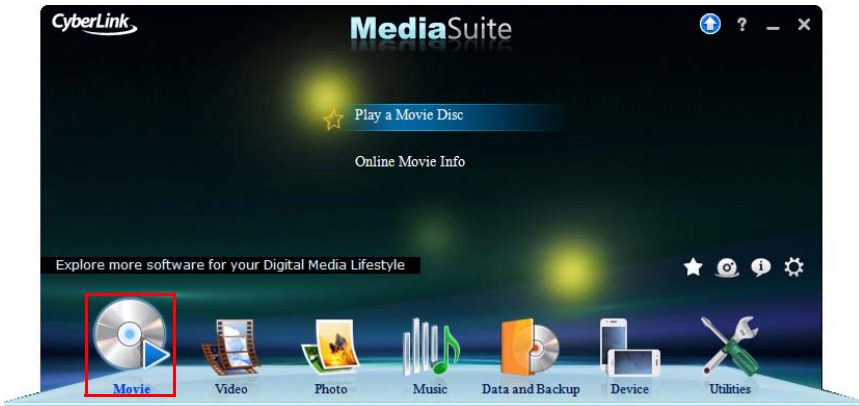 CyberLink
MediaSuite
?
Play a Movie Disc
Online Movie Info
Explore more software for your Digital Media Lifestyle
Movie Video Photo Music Data and Backup Device Utilities